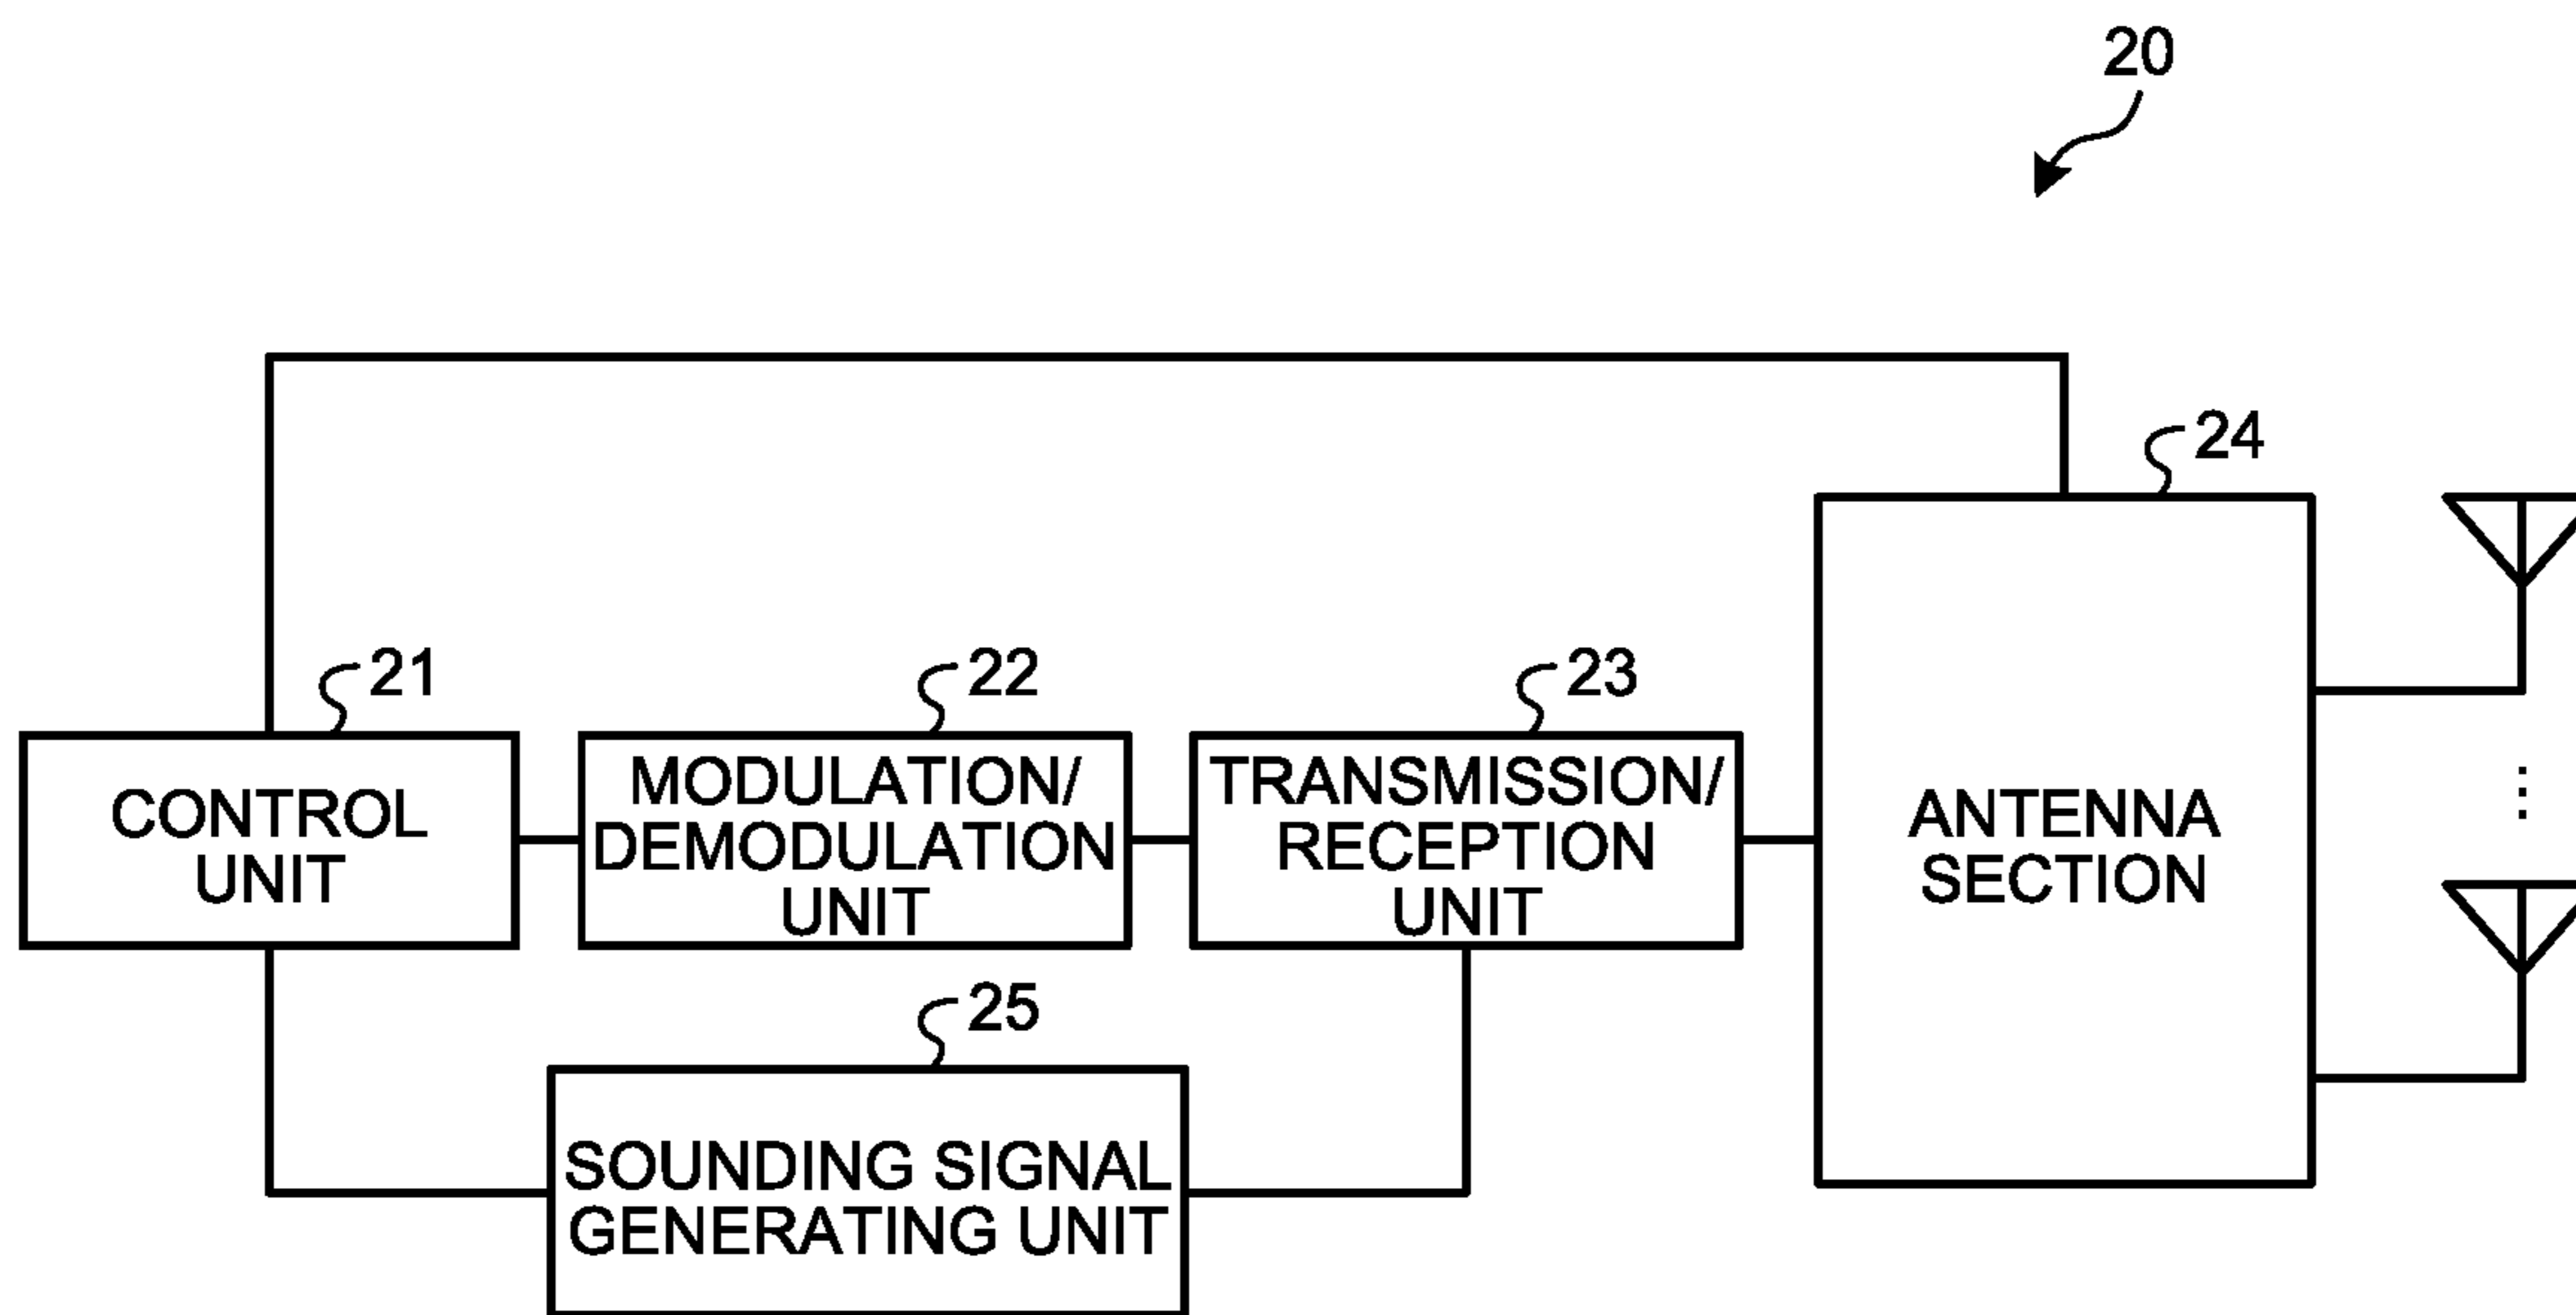 20
24
21
22
23
CONTROL
UNIT
MODULATION/
DEMODULATION
UNIT
TRANSMISSION/
RECEPTION
UNIT
ANTENNA
SECTION
25
SOUNDING SIGNAL
GENERATING UNIT